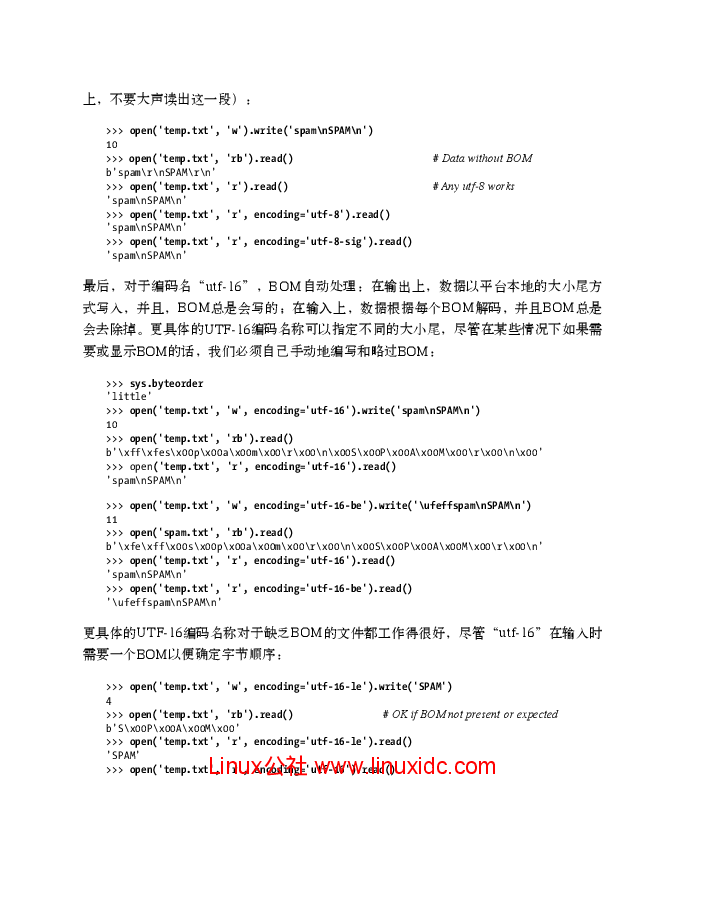 上，不要大声读出这一段）：
>>> open('temp.txt', 'w').write('spam\nSPAM\n')
10
>>> open('temp.txt', 'rb').read() # Data without BOM
b'spam\r\nSPAM\r\n'
>>> open('temp.txt', 'r').read() # Any utf-8 works
'spam\nSPAM\n'
>>> open('temp.txt', 'r', encoding='utf-8').read()
'spam\nSPAM\n'
>>> open('temp.txt', 'r', encoding='utf-8-sig').read()
'spam\nSPAM\n'
最后，对于编码名“utf-16”，BOM自动处理：在输出上，数据以平台本地的大小尾方
式写入，并且，BOM总是会写的；在输入上，数据根据每个BOM解码，并且BOM总是
会去除掉。更具体的UTF-16编码名称可以指定不同的大小尾，尽管在某些情况下如果需
要或显示BOM的话，我们必须自己手动地编写和略过BOM：
>>> sys.byteorder
'little'
>>> open('temp.txt', 'w', encoding='utf-16').write('spam\nSPAM\n')
10
>>> open('temp.txt', 'rb').read()
b'\xff\xfes\x00p\x00a\x00m\x00\r\x00\n\x00S\x00P\x00A\x00M\x00\r\x00\n\x00'
>>> open('temp.txt', 'r', encoding='utf-16').read()
'spam\nSPAM\n'
>>> open('temp.txt', 'w', encoding='utf-16-be').write('\ufeffspam\nSPAM\n')
11
>>> open('spam.txt', 'rb').read()
b'\xfe\xff\x00s\x00p\x00a\x00m\x00\r\x00\n\x00S\x00P\x00A\x00M\x00\r\x00\n'
>>> open('temp.txt', 'r', encoding='utf-16').read()
'spam\nSPAM\n'
>>> open('temp.txt', 'r', encoding='utf-16-be').read()
'\ufeffspam\nSPAM\n'
更具体的UTF-16编码名称对于缺乏BOM的文件都工作得很好，尽管“utf-16”在输入时
需要一个BOM以便确定字节顺序：
>>> open('temp.txt', 'w', encoding='utf-16-le').write('SPAM')
4
>>> open('temp.txt', 'rb').read() # OK if BOM not present or expected
b'S\x00P\x00A\x00M\x00'
>>> open('temp.txt', 'r', encoding='utf-16-le').read()
'SPAM'
>>> open('temp.txt', 'r', encoding='utf-16').read()
Linux公社 www.linuxidc.com